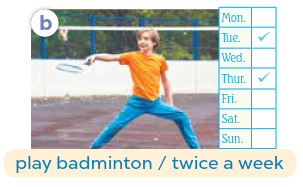 b
Mon.
Tue. ✓
Wed.
Thur. ✓
Fri.
Sat.
Sun.
play badminton / twice a week